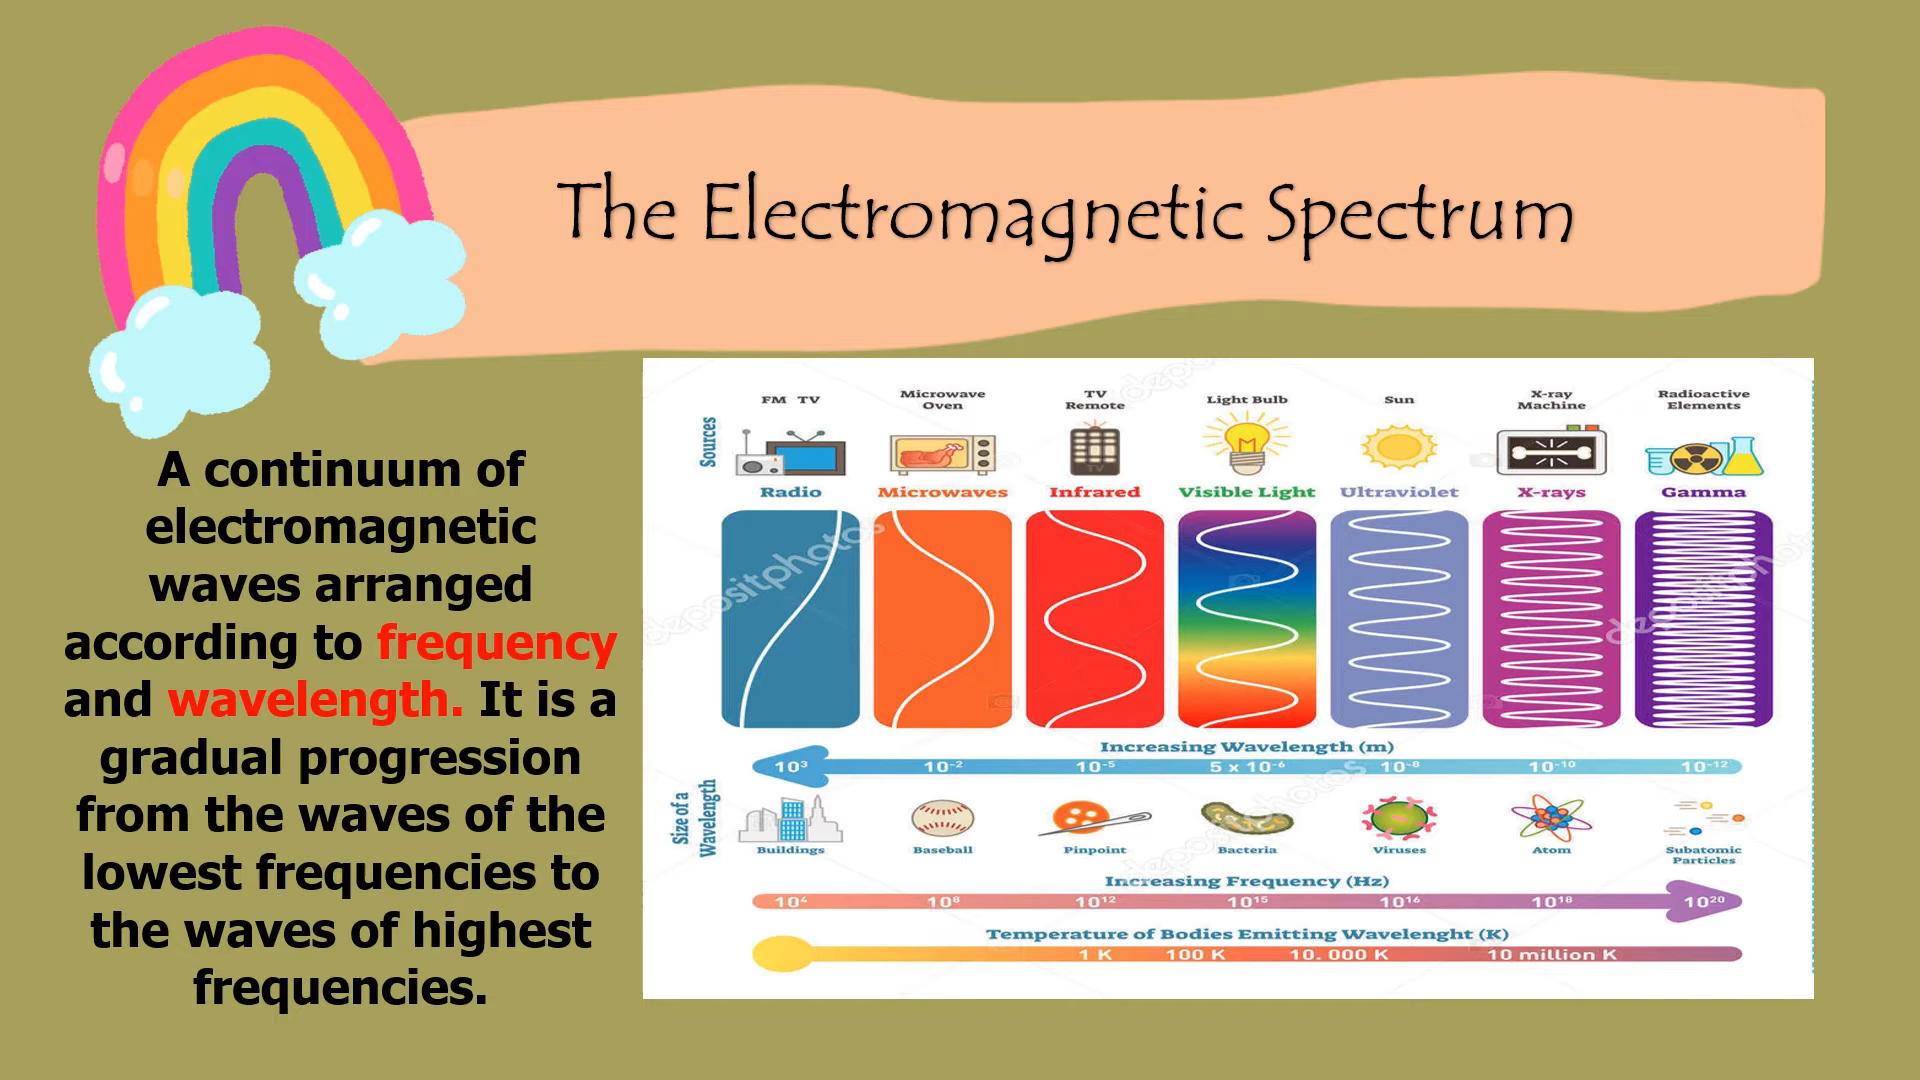 The Electromagnetic Spectrum
A continuum of
electromagnetic
waves arranged
according to frequency
and wavelength. It is a
gradual progression
from the waves of the
lowest frequencies to
the waves of highest
frequencies.
Sources
FM TV
Microwave
Oven
TV
Remote
Light Bulb
Sun
X-ray
Machine
Radioactive
Elements
TV
Radio Microwaves Infrared Visible Light Ultraviolet X-rays Gamma
depositphotos
Increasing Wavelength (m)
10³ 10⁻² 10⁻⁵ 5 x 10⁻⁶ 10⁻⁸ 10⁻¹⁰ 10⁻¹²
Size of a
Wavelength
Buildings Baseball Pinpoint Bacteria Viruses Atom Subatomic
Particles
Increasing Frequency (Hz)
10⁴ 10⁸ 10¹² 10¹⁵ 10¹⁶ 10¹⁸ 10²⁰
Temperature of Bodies Emitting Wavelenght (K)
1 K 100 K 10. 000 K 10 million K